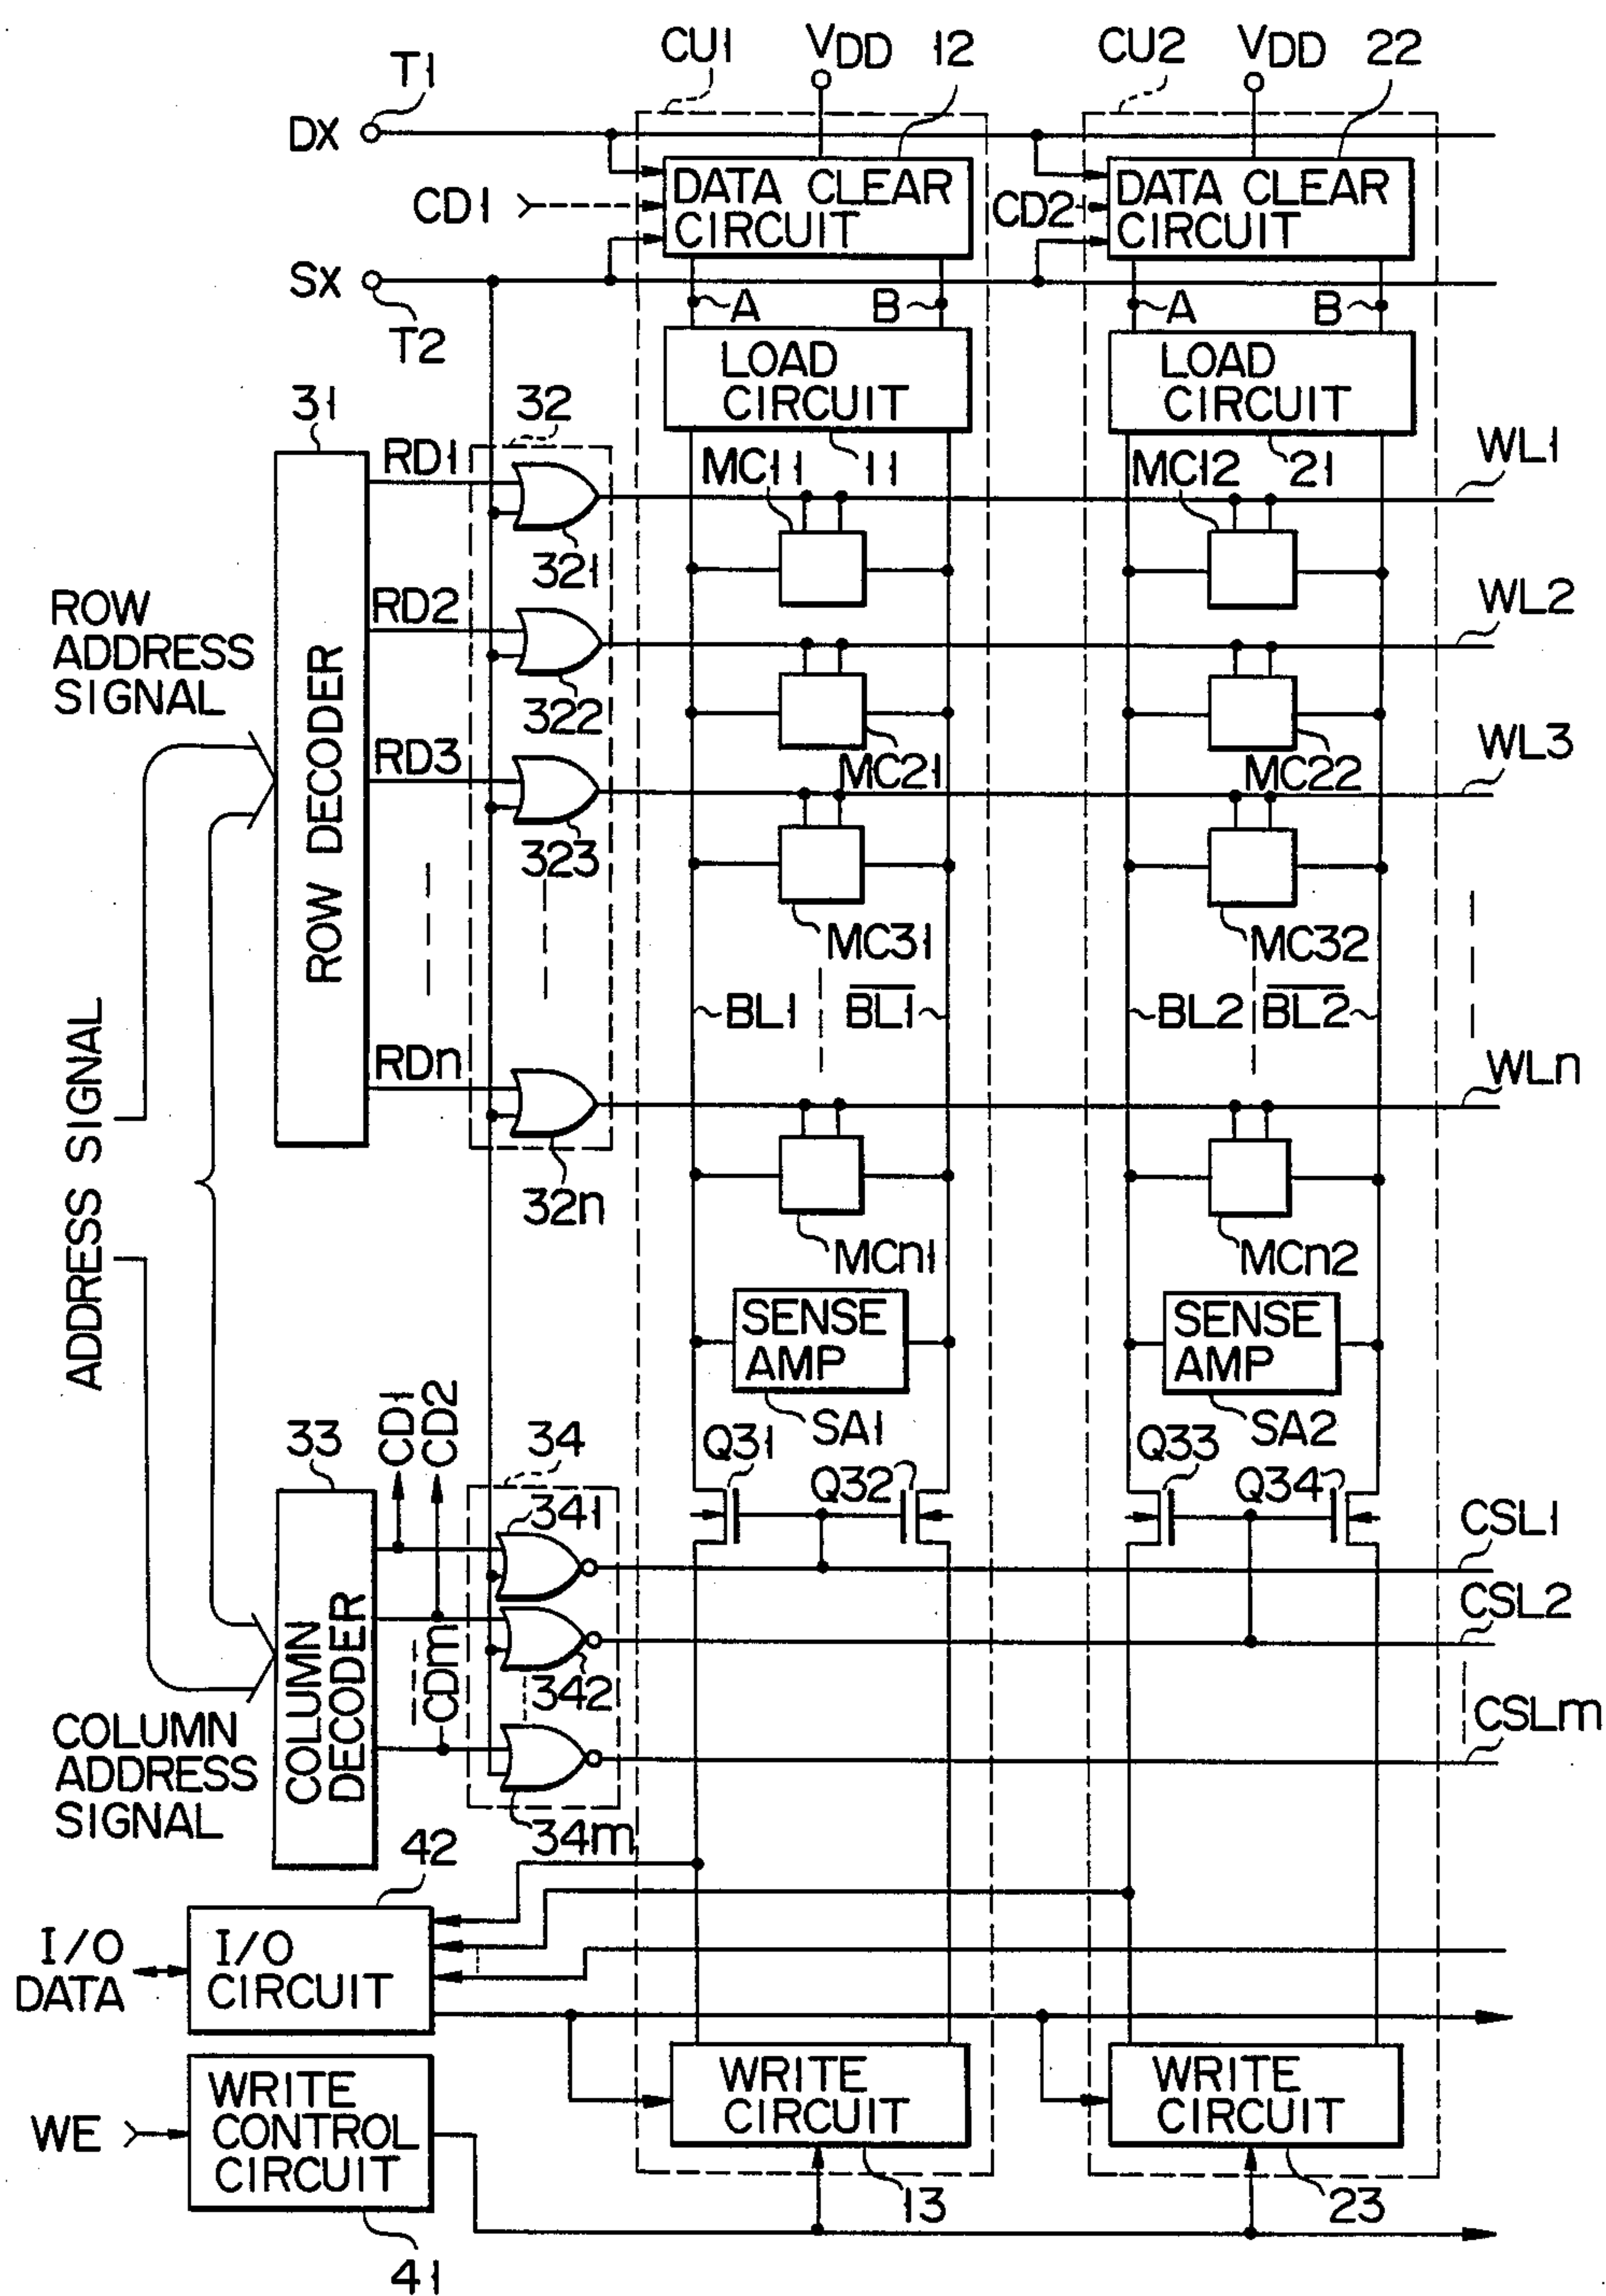 CU1
VDD
12
CU2
VDD
22
T1
DX
DATA CLEAR
CIRCUIT
DATA CLEAR
CIRCUIT
CD1
CD2
SX
T2
A
B
A
B
LOAD
CIRCUIT
LOAD
CIRCUIT
31
32
RD1
MC11
11
MC12
21
WL1
321
ROW
ADDRESS
SIGNAL
RD2
WL2
322
ROW DECODER
RD3
MC21
MC22
WL3
323
MC31
MC32
BL1
BL1
BL2
BL2
ADDRESS SIGNAL
RDn
WLn
32n
MCn1
MCn2
SENSE
AMP
SENSE
AMP
SA1
SA2
33
CD1
CD2
34
Q31
Q32
Q33
Q34
341
CSL1
CSL2
COLUMN
DECODER
CDm
342
CSLm
COLUMN
ADDRESS
SIGNAL
34m
42
I/O
DATA
I/O
CIRCUIT
WRITE
CIRCUIT
WRITE
CIRCUIT
WE
WRITE
CONTROL
CIRCUIT
13
23
41